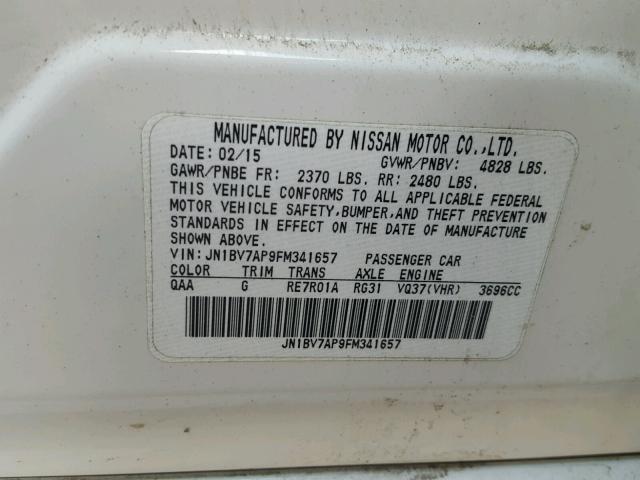 MANUFACTURED BY NISSAN MOTOR CO.,LTD.
DATE: 02/15 GVWR/PNBV: 4828 LBS.
GAWR/PNBE FR: 2370 LBS. RR: 2480 LBS.
THIS VEHICLE CONFORMS TO ALL APPLICABLE FEDERAL
MOTOR VEHICLE SAFETY,BUMPER,AND THEFT PREVENTION
STANDARDS IN EFFECT ON THE DATE OF MANUFACTURE
SHOWN ABOVE.
VIN: JN1BV7AP9FM341657 PASSENGER CAR
COLOR TRIM TRANS AXLE ENGINE
QAA G RE7R01A RG31 VQ37(VHR) 3696CC
JN1BV7AP9FM341657